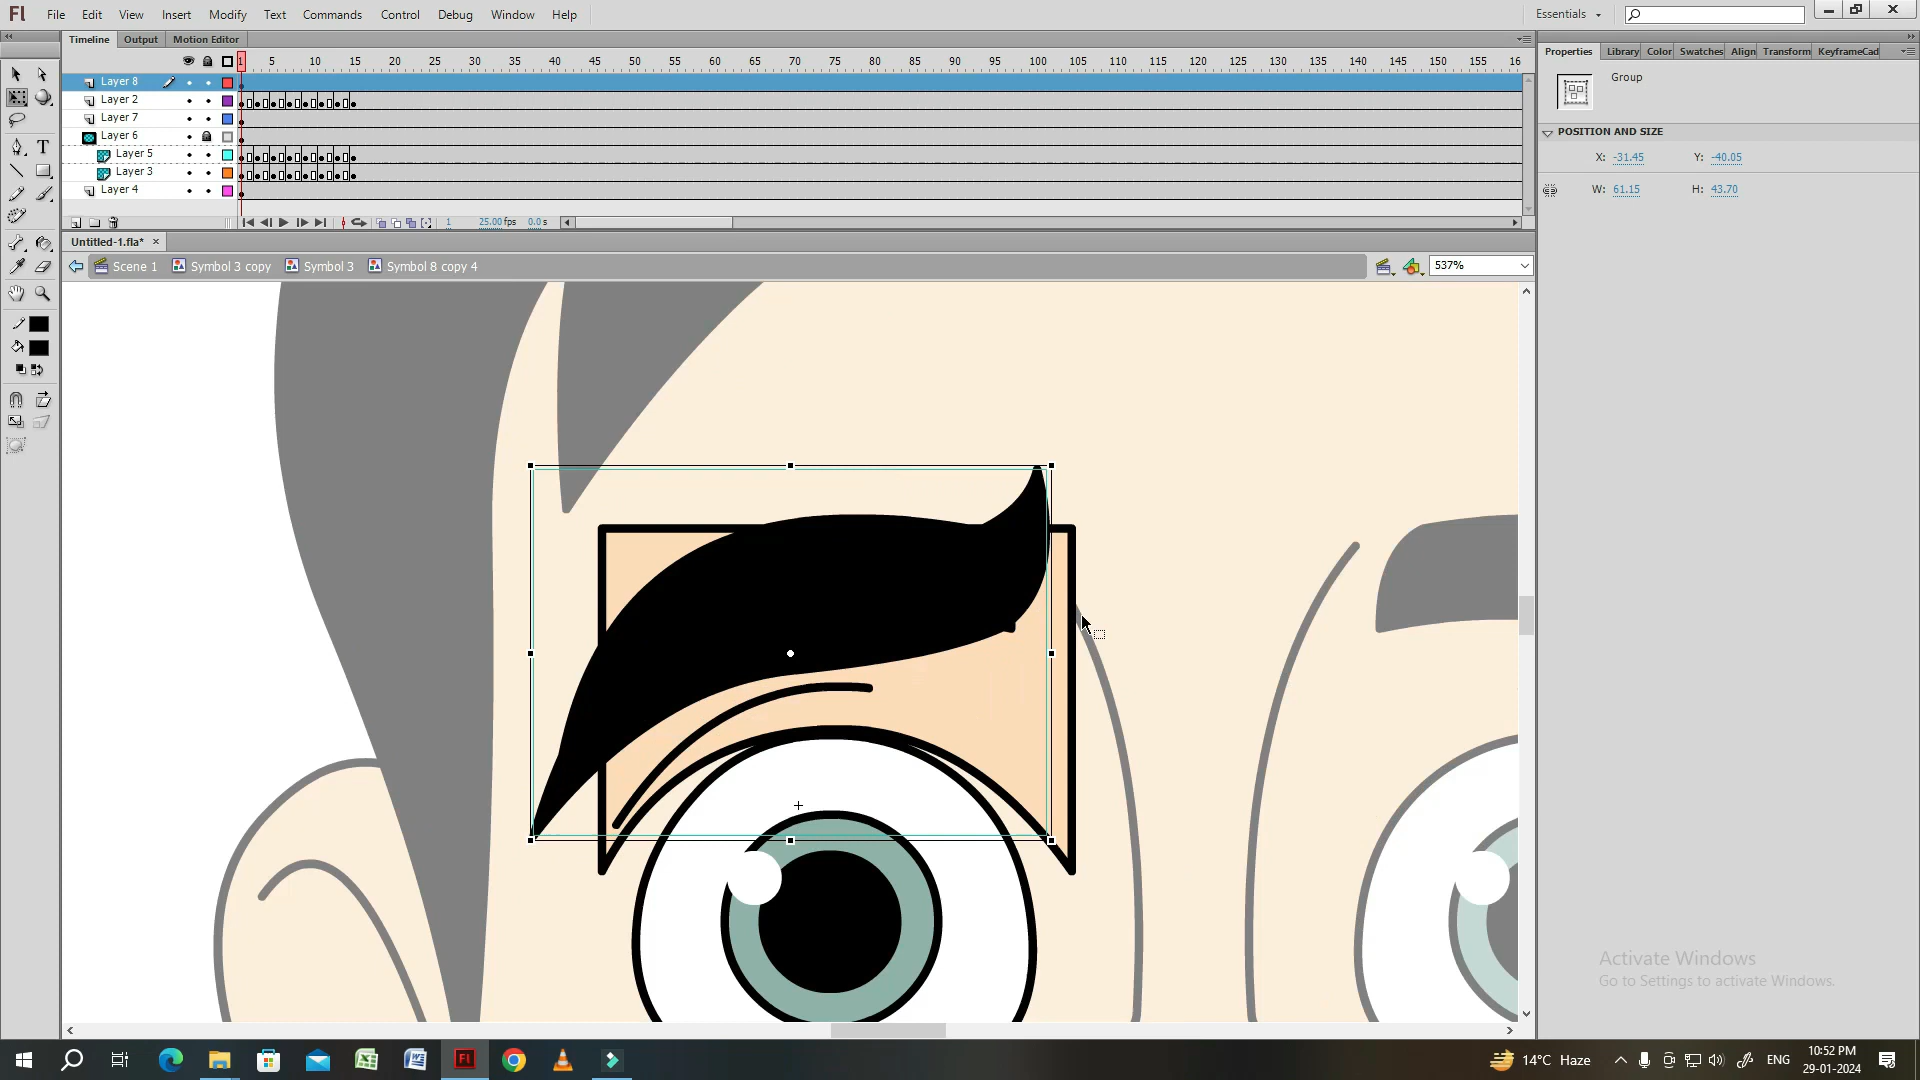 Fl File Edit View Insert Modify Text Commands Control Debug Window Help Essentials
Timeline Output Motion Editor
Properties Library Color Swatches Align Transform KeyframeCad
1 5 10 15 20 25 30 35 40 45 50 55 60 65 70 75 80 85 90 95 100 105 110 115 120 125 130 135 140 145 150 155 16
Group
Layer 8
Layer 2
Layer 7
Layer 6
Layer 5
Layer 3
Layer 4
POSITION AND SIZE
X: -31.45 Y: -40.05
W: 61.15 H: 43.70
1 25.00 fps 0.0 s
Untitled-1.fla* ×
Scene 1 Symbol 3 copy Symbol 3 Symbol 8 copy 4 537%
T
Activate Windows
Go to Settings to activate Windows.
Fl 14°C Haze ENG 10:52 PM
29-01-2024